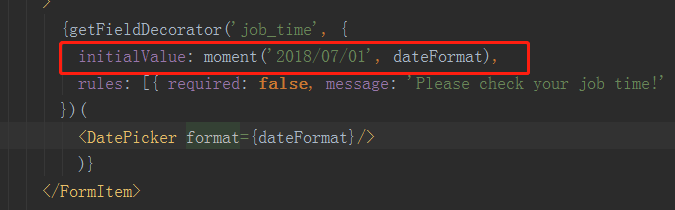 >
{getFieldDecorator('job_time', {
initialValue: moment('2018/07/01', dateFormat),
rules: [{ required: false, message: 'Please check your job time!'
})(
<DatePicker format={dateFormat}/>
)}
</FormItem>